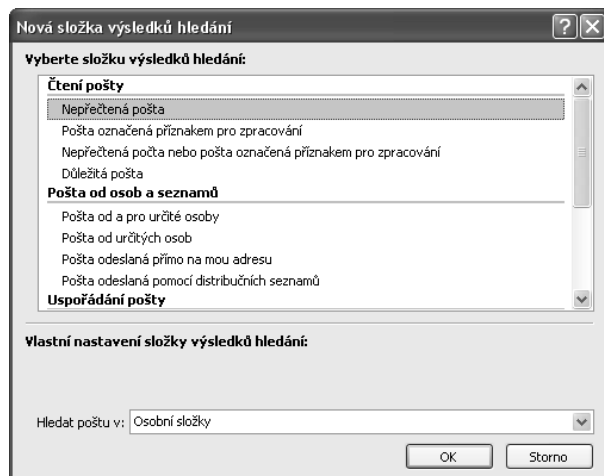 Nová složka výsledků hledání
Vyberte složku výsledků hledání:
Čtení pošty
Nepřečtená pošta
Pošta označená příznakem pro zpracování
Nepřečtená počta nebo pošta označená příznakem pro zpracování
Důležitá pošta
Pošta od osob a seznamů
Pošta od a pro určité osoby
Pošta od určitých osob
Pošta odeslaná přímo na mou adresu
Pošta odeslaná pomocí distribučních seznamů
Uspořádání pošty
Vlastní nastavení složky výsledků hledání:
Hledat poštu v: Osobní složky
OK Storno